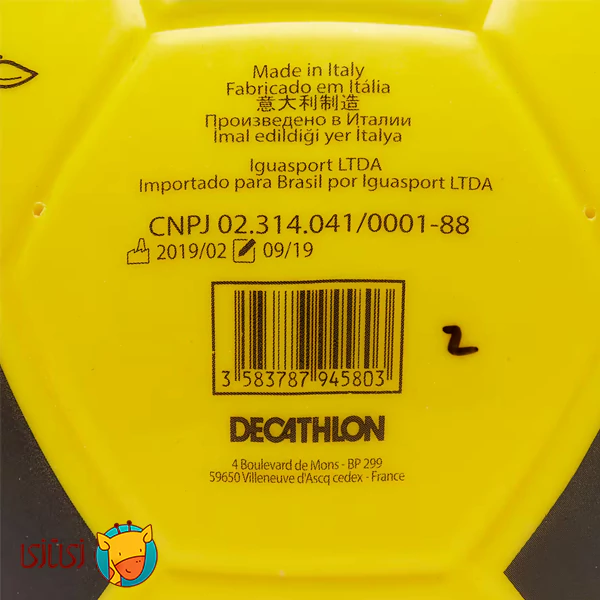 Made in Italy
Fabricado em Itália
意大利制造
Произведено в Италии
İmal edildiği yer İtalya
Iguasport LTDA
Importado para Brasil por Iguasport LTDA
CNPJ 02.314.041/0001-88
2019/02 09/19
3 583787 945803
2
DECATHLON
4 Boulevard de Mons - BP 299
59650 Villeneuve d'Ascq cedex - France